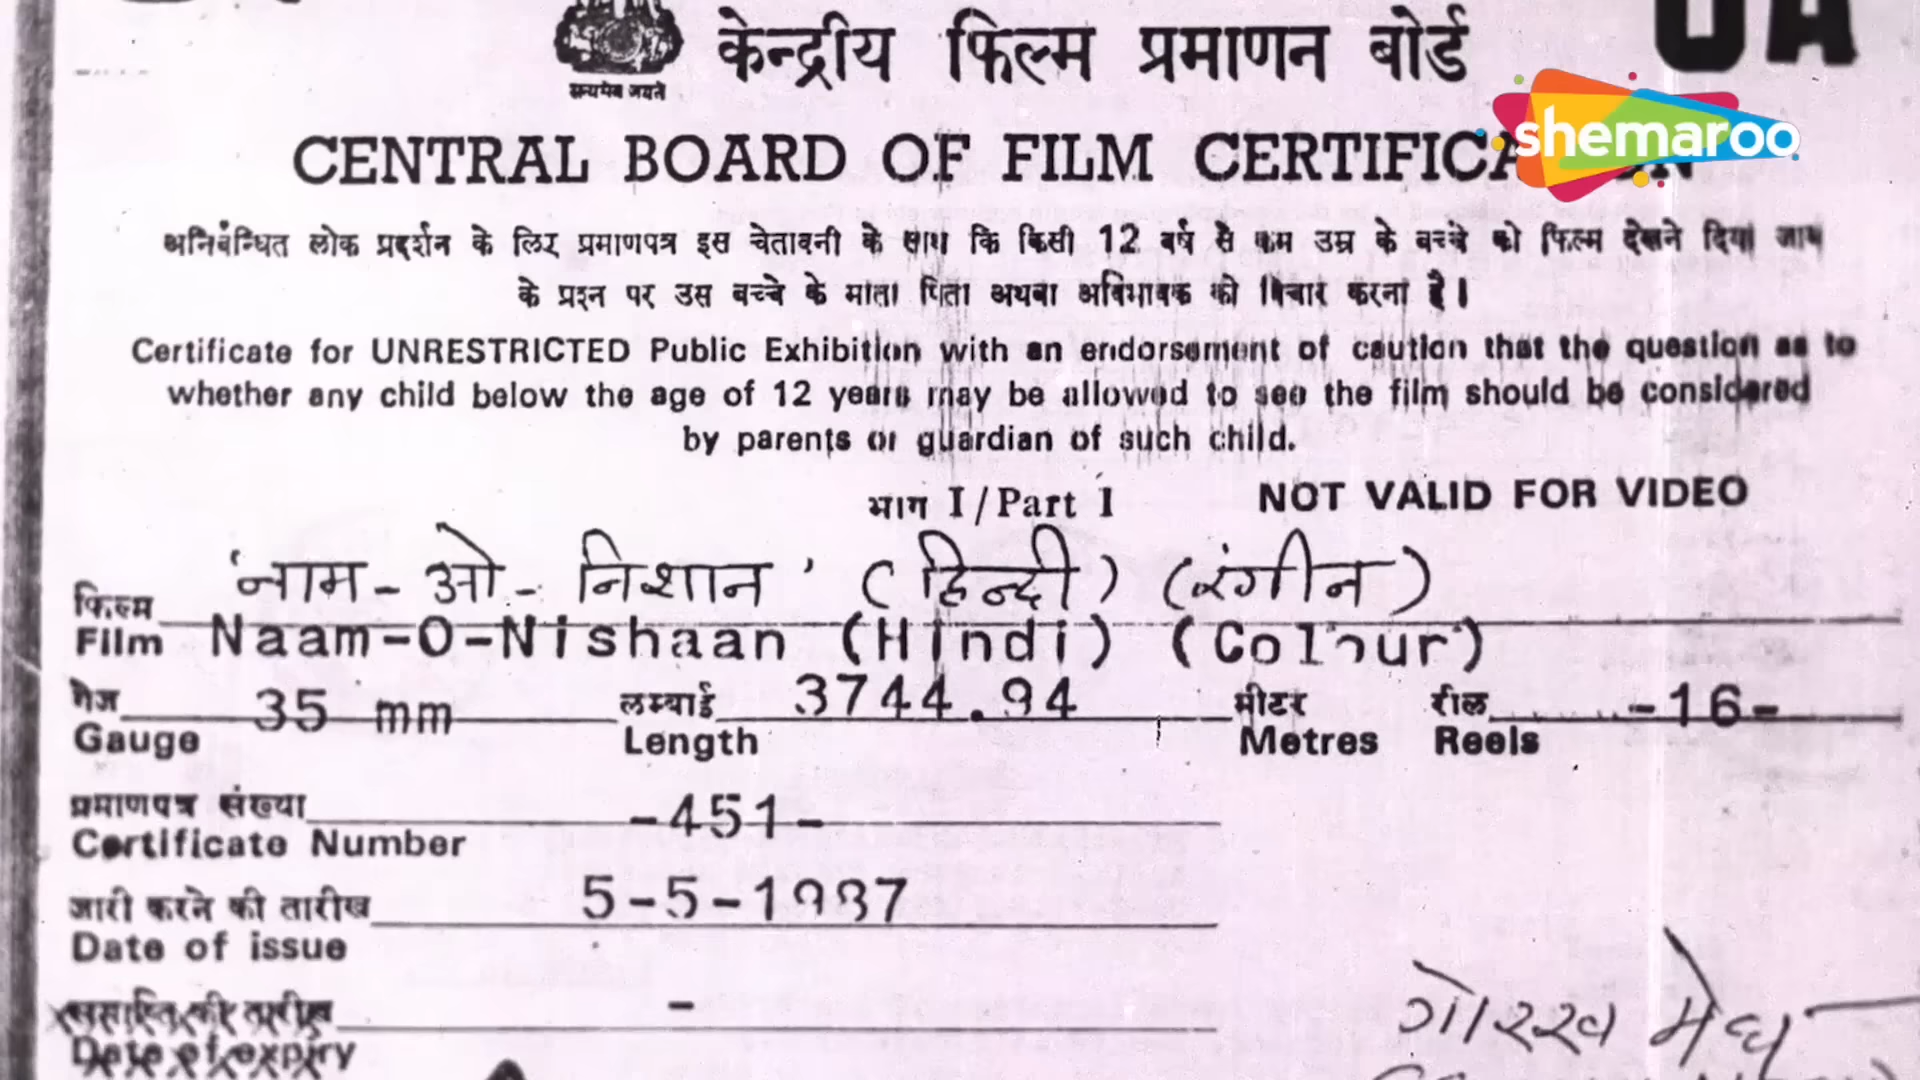 UA
केन्द्रीय फिल्म प्रमाणन बोर्ड
सत्यमेव जयते
shemaroo
CENTRAL BOARD OF FILM
अनिर्बन्धित लोक प्रदर्शन के लिए प्रमाणपत्र इस चेतावनी के साथ कि किसी 12 वर्ष से कम उम्र के बच्चे को फिल्म देखने दिया जाय
के प्रश्न पर उस बच्चे के माता पिता अथवा अविभावक को विचार करना है।
Certificate for UNRESTRICTED Public Exhibition with an endorsement of caution that the question as to
whether any child below the age of 12 years may be allowed to see the film should be considered
by parents or guardian of such child.
भाग I/Part I NOT VALID FOR VIDEO
फिल्म 'नाम-ओ-निशान' (हिन्दी) (रंगीन)
Film Naam-O-Nishaan (Hindi) (Colour)
गेज 35 mm लम्बाई 3744.94 मीटर रील -16-
Gauge Length Metres Reels
प्रमाणपत्र संख्या -451-
Certificate Number
जारी करने की तारीख 5-5-1987
Date of issue
समाप्ति की तारीख -
Date of expiry
गोरख मेघ